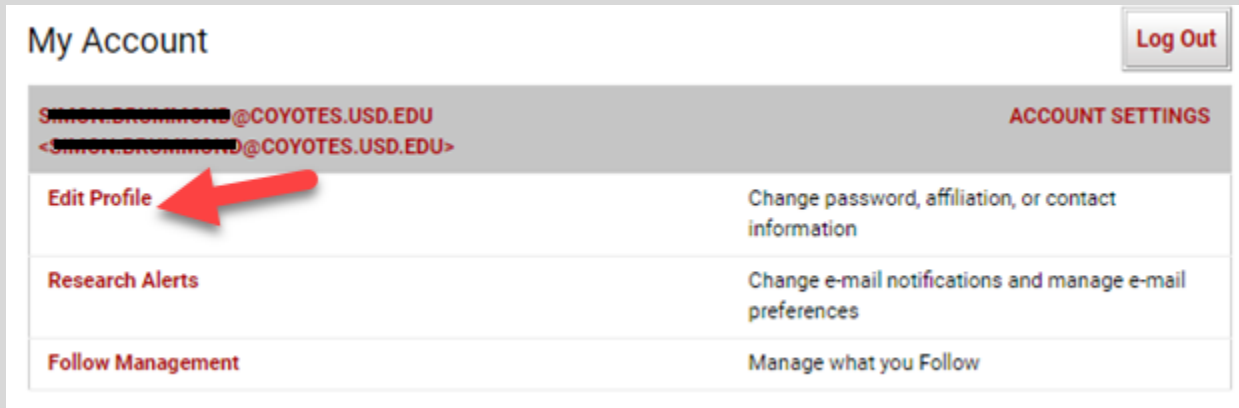 My Account
Log Out
@COYOTES.USD.EDU
ACCOUNT SETTINGS
@COYOTES.USD.EDU>
Edit Profile
Change password, affiliation, or contact
information
Research Alerts
Change e-mail notifications and manage e-mail
preferences
Follow Management
Manage what you Follow